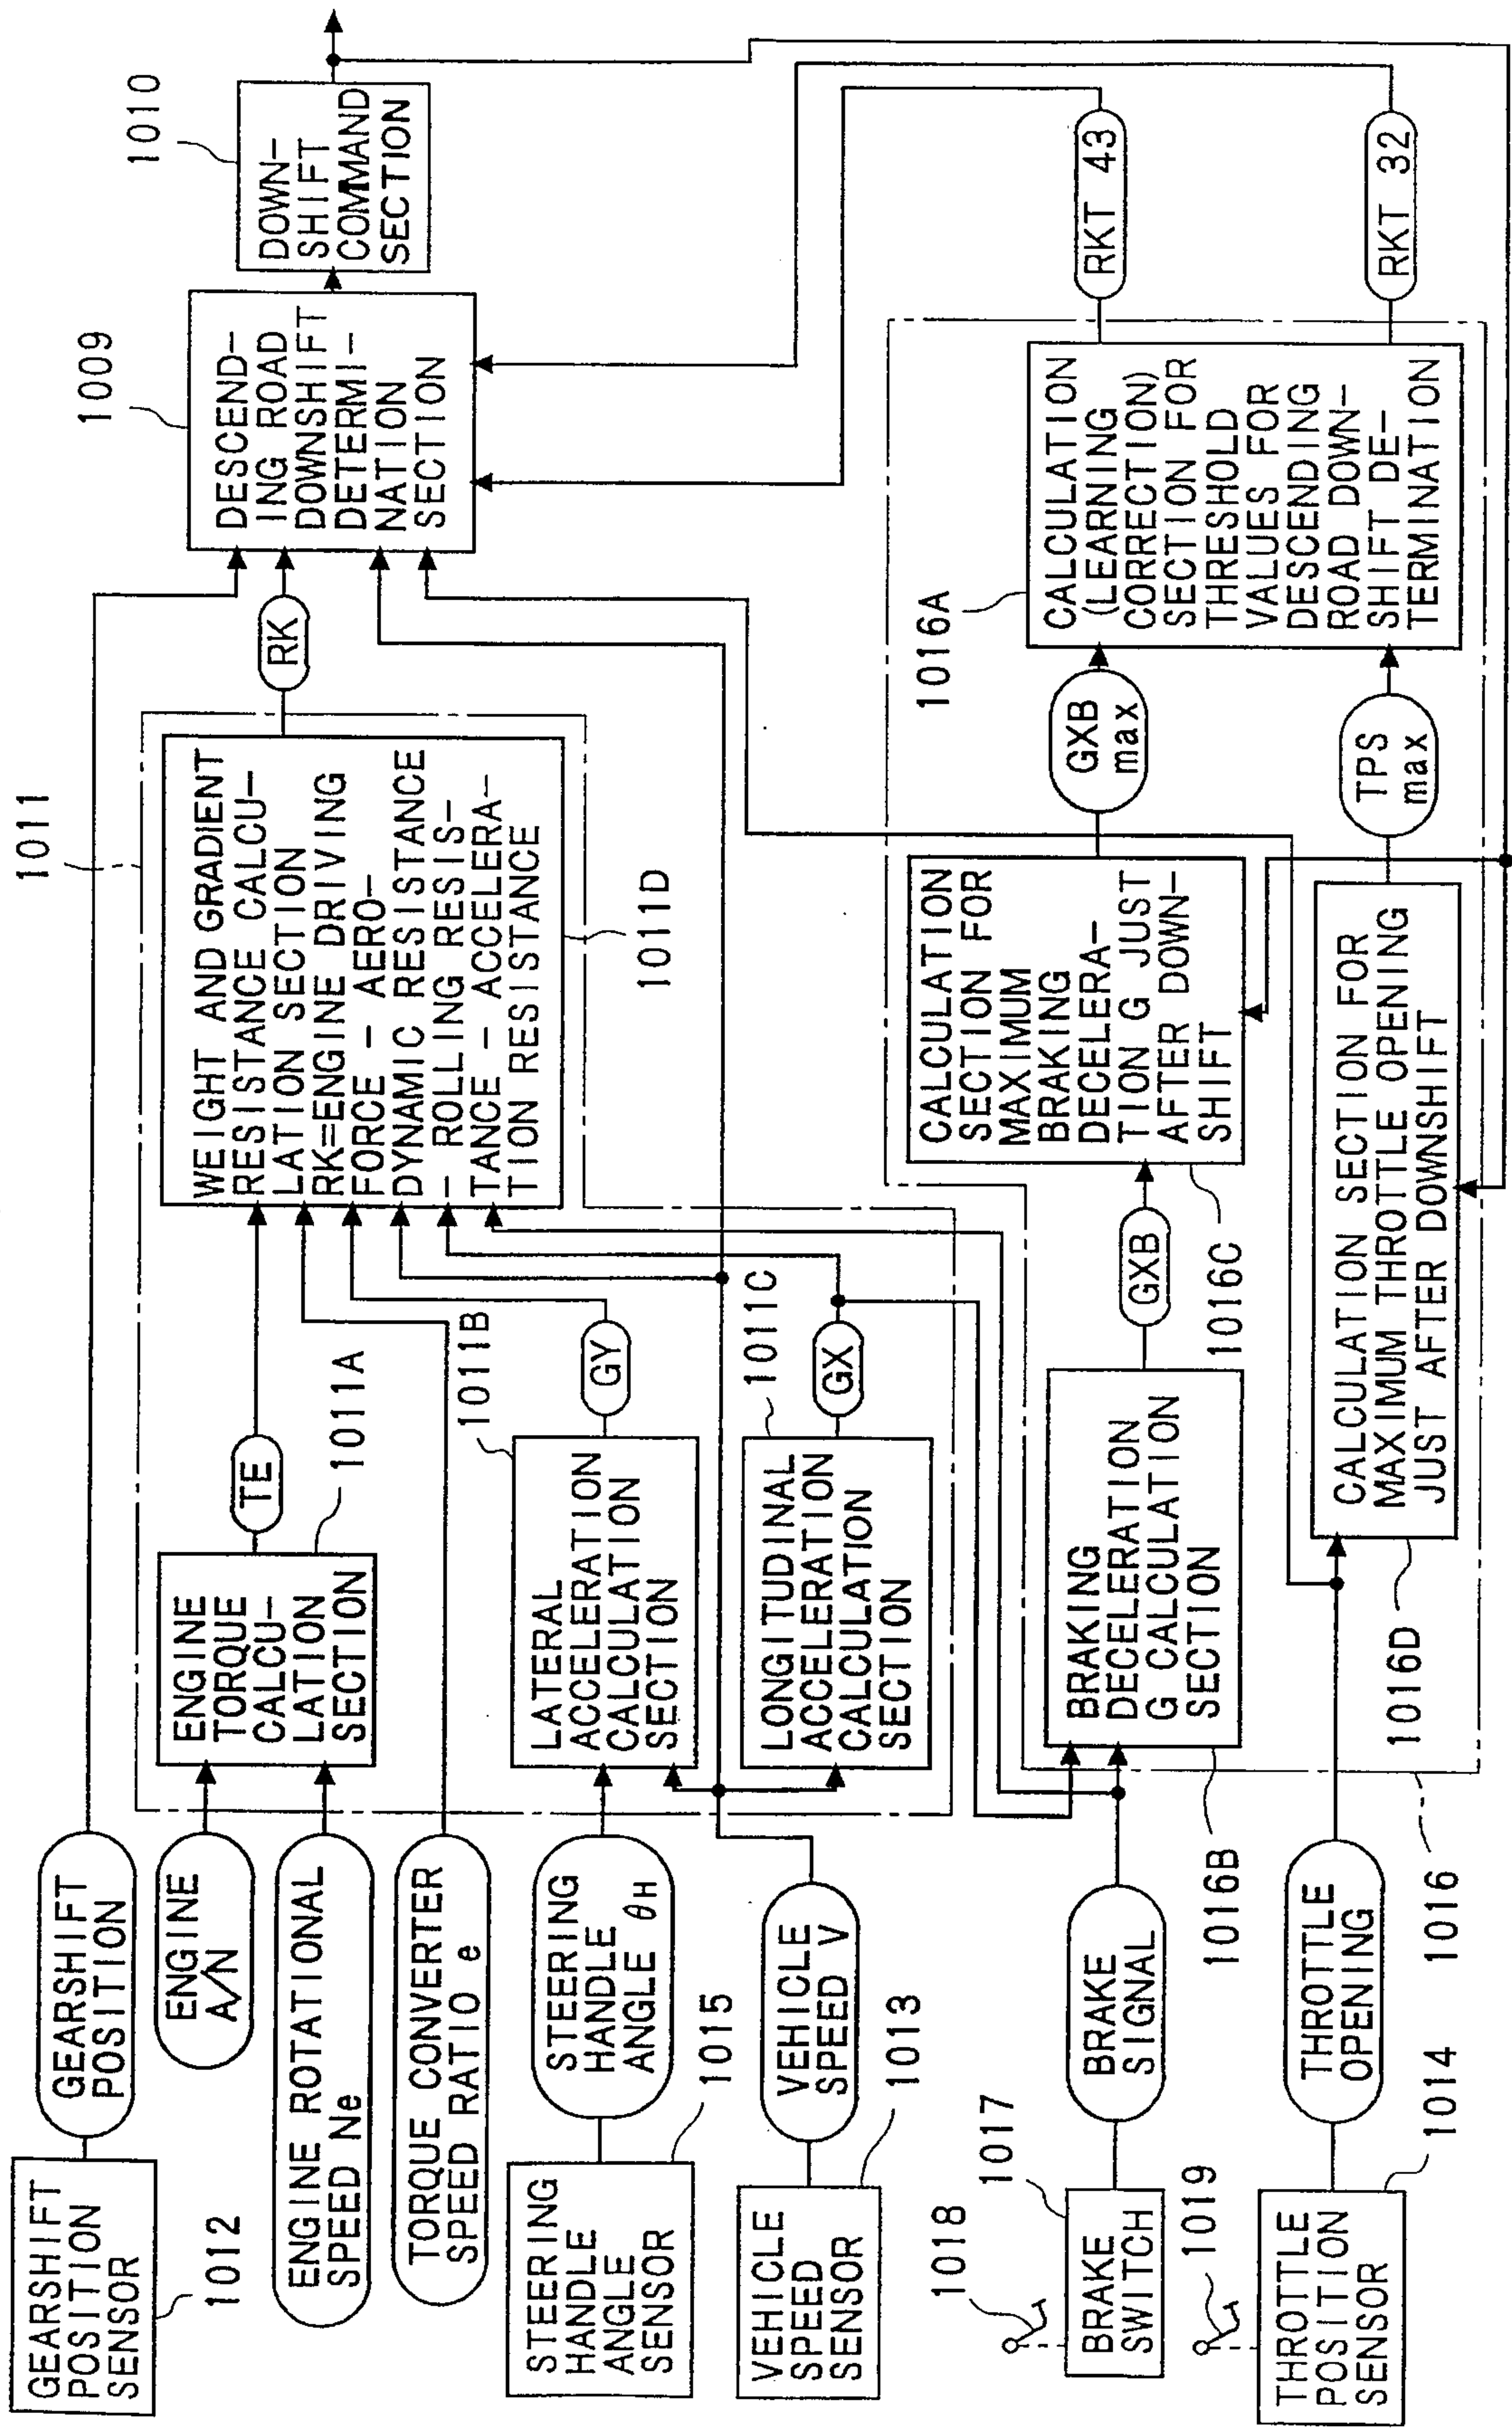 GEARSHIFT
POSITION
SENSOR
1012
GEARSHIFT
POSITION
ENGINE
A/N
ENGINE ROTATIONAL
SPEED Ne
TORQUE CONVERTER
SPEED RATIO e
STEERING
HANDLE
ANGLE
SENSOR
1015
STEERING
HANDLE
ANGLE θH
VEHICLE
SPEED
SENSOR
1013
VEHICLE
SPEED V
1018
1017
BRAKE
SWITCH
BRAKE
SIGNAL
1019
THROTTLE
POSITION
SENSOR
1014
THROTTLE
OPENING
1011
ENGINE
TORQUE
CALCU-
LATION
SECTION
1011A
TE
LATERAL
ACCELERATION
CALCULATION
SECTION
1011B
GY
LONGITUDINAL
ACCELERATION
CALCULATION
SECTION
1011C
GX
WEIGHT AND GRADIENT
RESISTANCE CALCU-
LATION SECTION
RK=ENGINE DRIVING
FORCE - AERO-
DYNAMIC RESISTANCE
- ROLLING RESIS-
TANCE - ACCELERA-
TION RESISTANCE
1011D
RK
DESCEND-
ING ROAD
DOWNSHIFT
DETERMI-
NATION
SECTION
1009
DOWN-
SHIFT
COMMAND
SECTION
1010
1016
BRAKING
DECELERATION
G CALCULATION
SECTION
1016B
GXB
CALCULATION
SECTION FOR
MAXIMUM
BRAKING
DECELERA-
TION G JUST
AFTER DOWN-
SHIFT
1016C
GXB
max
CALCULATION SECTION FOR
MAXIMUM THROTTLE OPENING
JUST AFTER DOWNSHIFT
1016D
TPS
max
1016A
CALCULATION
(LEARNING
CORRECTION)
SECTION FOR
THRESHOLD
VALUES FOR
DESCENDING
ROAD DOWN-
SHIFT DE-
TERMINATION
RKT 43
RKT 32